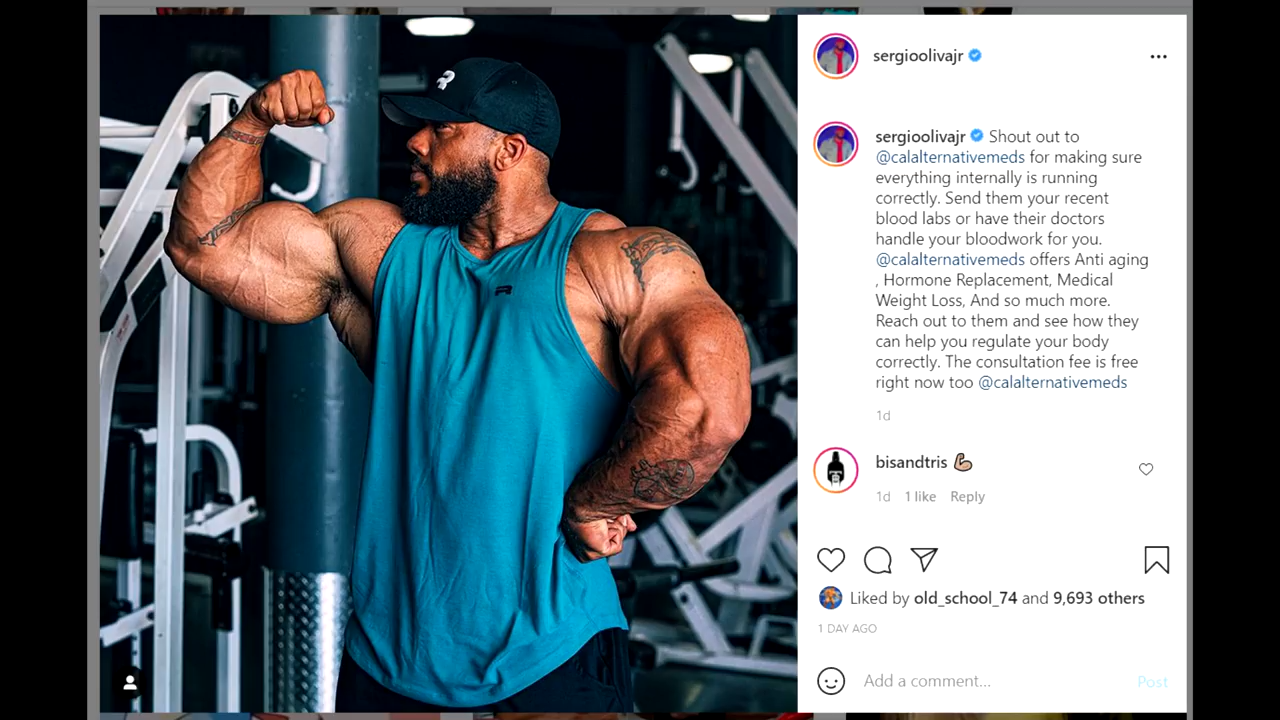 sergioolivajr
sergioolivajr Shout out to
@calalternativemeds for making sure
everything internally is running
correctly. Send them your recent
blood labs or have their doctors
handle your bloodwork for you.
@calalternativemeds offers Anti aging
, Hormone Replacement, Medical
Weight Loss, And so much more.
Reach out to them and see how they
can help you regulate your body
correctly. The consultation fee is free
right now too @calalternativemeds
1d
bisandtris 💪🏼
1d 1 like Reply
Liked by old_school_74 and 9,693 others
1 DAY AGO
Add a comment... Post